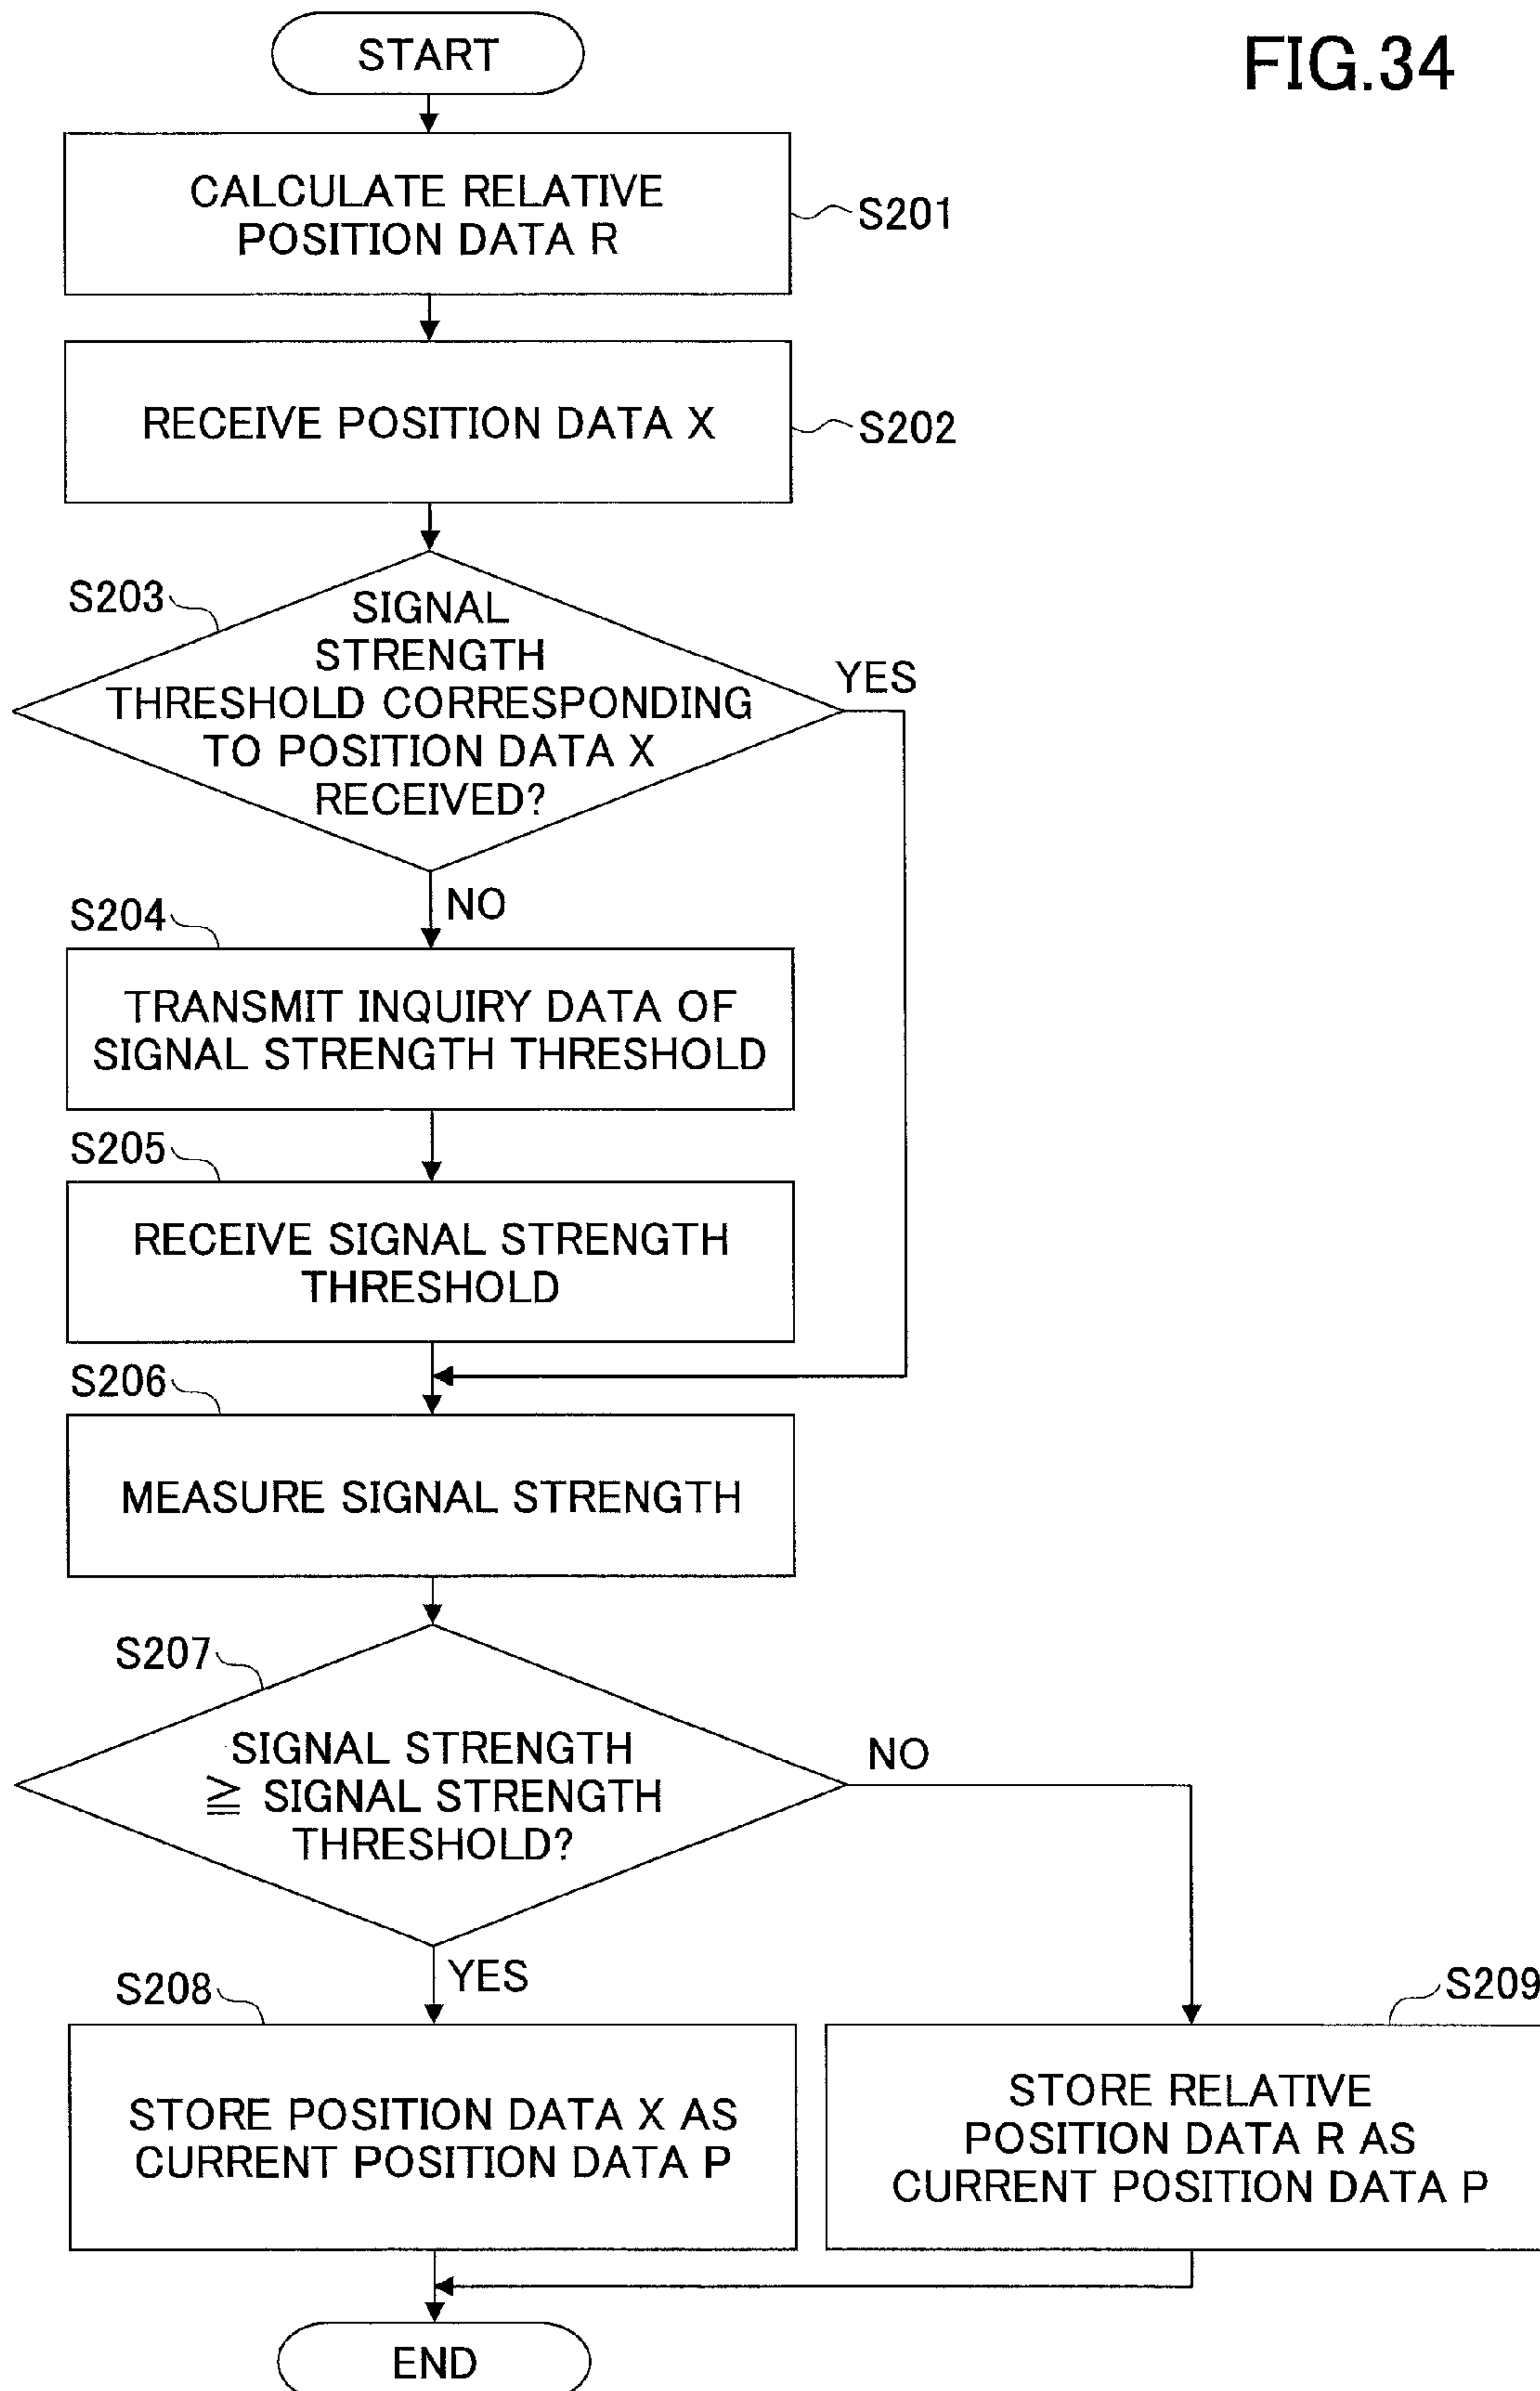 FIG.34
START
CALCULATE RELATIVE
POSITION DATA R
S201
RECEIVE POSITION DATA X
S202
S203
SIGNAL
STRENGTH
THRESHOLD CORRESPONDING
TO POSITION DATA X
RECEIVED?
YES
NO
S204
TRANSMIT INQUIRY DATA OF
SIGNAL STRENGTH THRESHOLD
S205
RECEIVE SIGNAL STRENGTH
THRESHOLD
S206
MEASURE SIGNAL STRENGTH
S207
SIGNAL STRENGTH
≧ SIGNAL STRENGTH
THRESHOLD?
NO
YES
S208
STORE POSITION DATA X AS
CURRENT POSITION DATA P
S209
STORE RELATIVE
POSITION DATA R AS
CURRENT POSITION DATA P
END